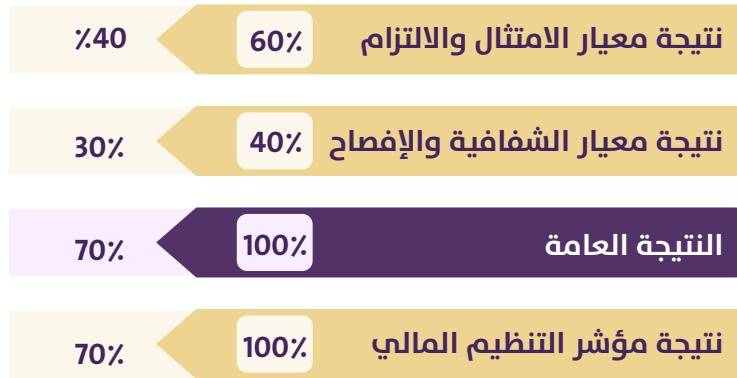 نتيجة معيار الامتثال والالتزام 60٪ 40٪
نتيجة معيار الشفافية والإفصاح 40٪ 30٪
النتيجة العامة 100٪ 70٪
نتيجة مؤشر التنظيم المالي 100٪ 70٪